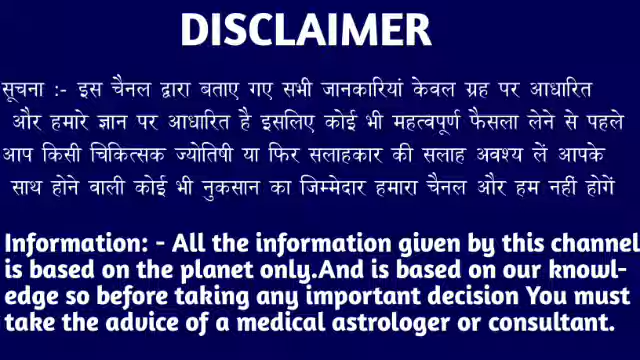 DISCLAIMER
सूचना :- इस चैनल द्वारा बताए गए सभी जानकारियां केवल ग्रह पर आधारित
और हमारे ज्ञान पर आधारित है इसलिए कोई भी महत्वपूर्ण फैसला लेने से पहले
आप किसी चिकित्सक ज्योतिषी या फिर सलाहकार की सलाह अवश्य लें आपके
साथ होने वाली कोई भी नुकसान का जिम्मेदार हमारा चैनल और हम नहीं होगें
Information: - All the information given by this channel
is based on the planet only.And is based on our knowl-
edge so before taking any important decision You must
take the advice of a medical astrologer or consultant.